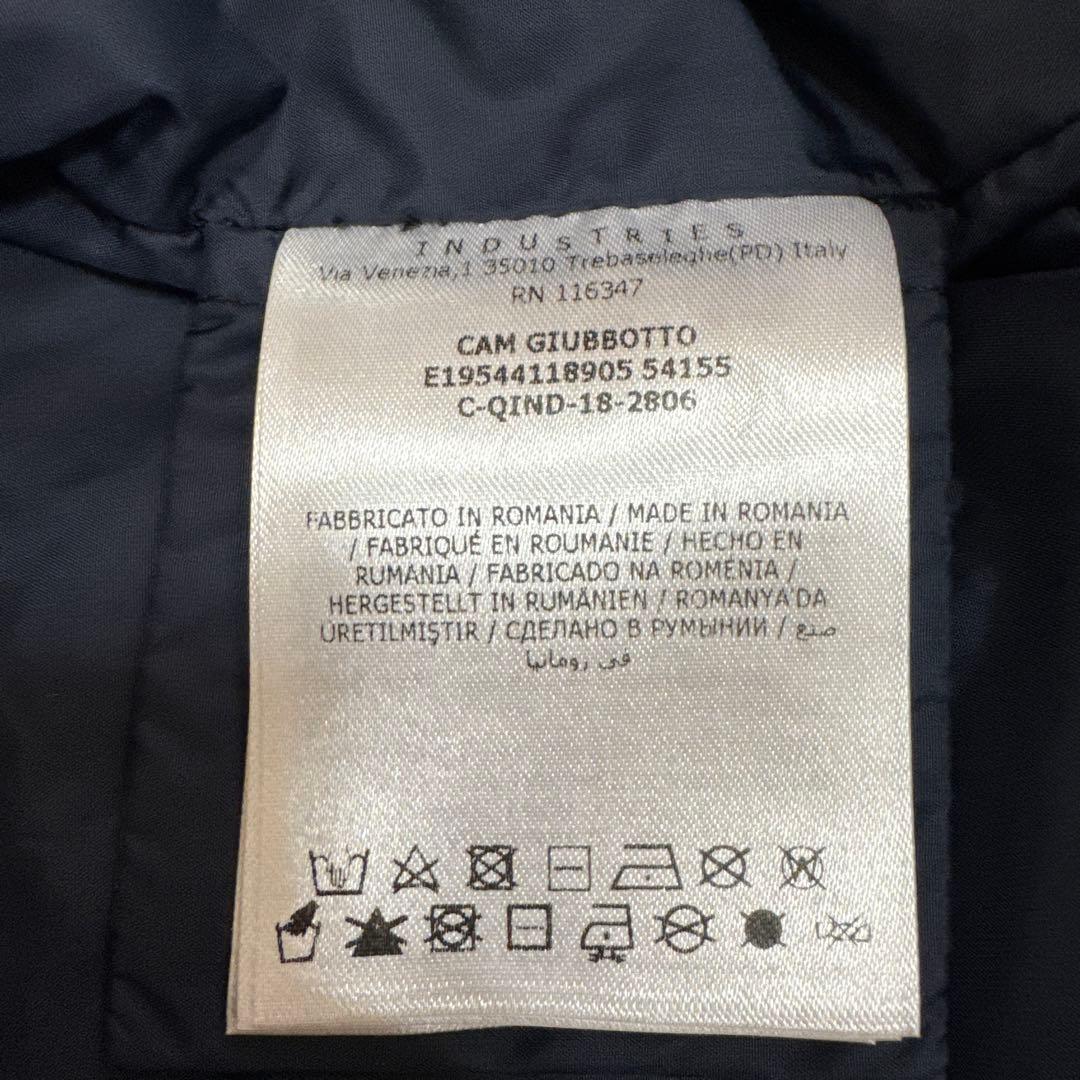 INDUSTRIES
Via Venezia,1 35010 Trebaseleghe(PD) Italy
RN 116347
CAM GIUBBOTTO
E19544118905 54155
C-QIND-18-2806
FABBRICATO IN ROMANIA / MADE IN ROMANIA
/ FABRIQUÉ EN ROUMANIE / HECHO EN
RUMANIA / FABRICADO NA ROMÉNIA /
HERGESTELLT IN RUMÄNIEN / ROMANYA'DA
ÜRETILMIŞTIR / СДЕЛАНО В РУМЫНИИ / صنع
في رومانيا